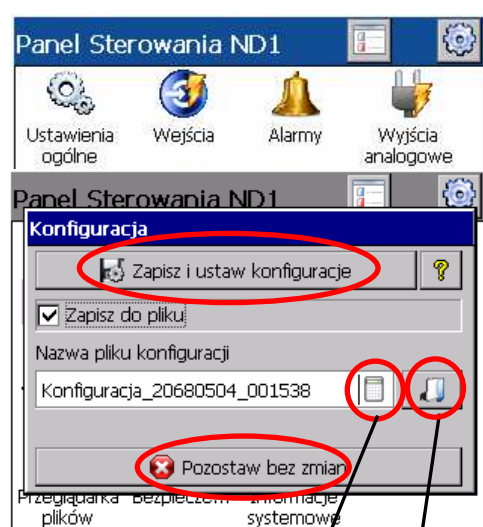 Panel Sterowania ND1
Ustawienia ogólne
Wejścia
Alarmy
Wyjścia analogowe
Panel Sterowania ND1
Konfiguracja
Zapisz i ustaw konfiguracje
?
Zapisz do pliku
Nazwa pliku konfiguracji
Konfiguracja_20680504_001538
Pozostaw bez zmian
Przeglądarka plików
systemowe